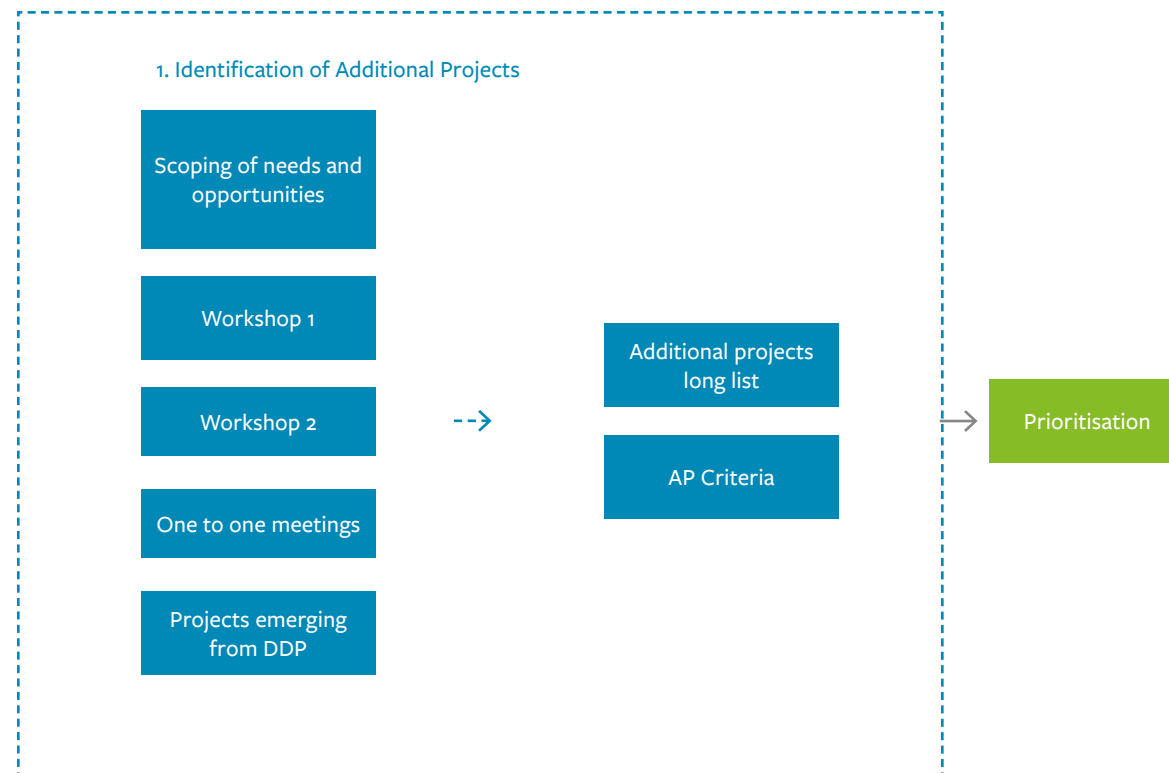 1. Identification of Additional Projects
Scoping of needs and
opportunities
Workshop 1
Workshop 2
One to one meetings
Projects emerging
from DDP
Additional projects
long list
AP Criteria
Prioritisation